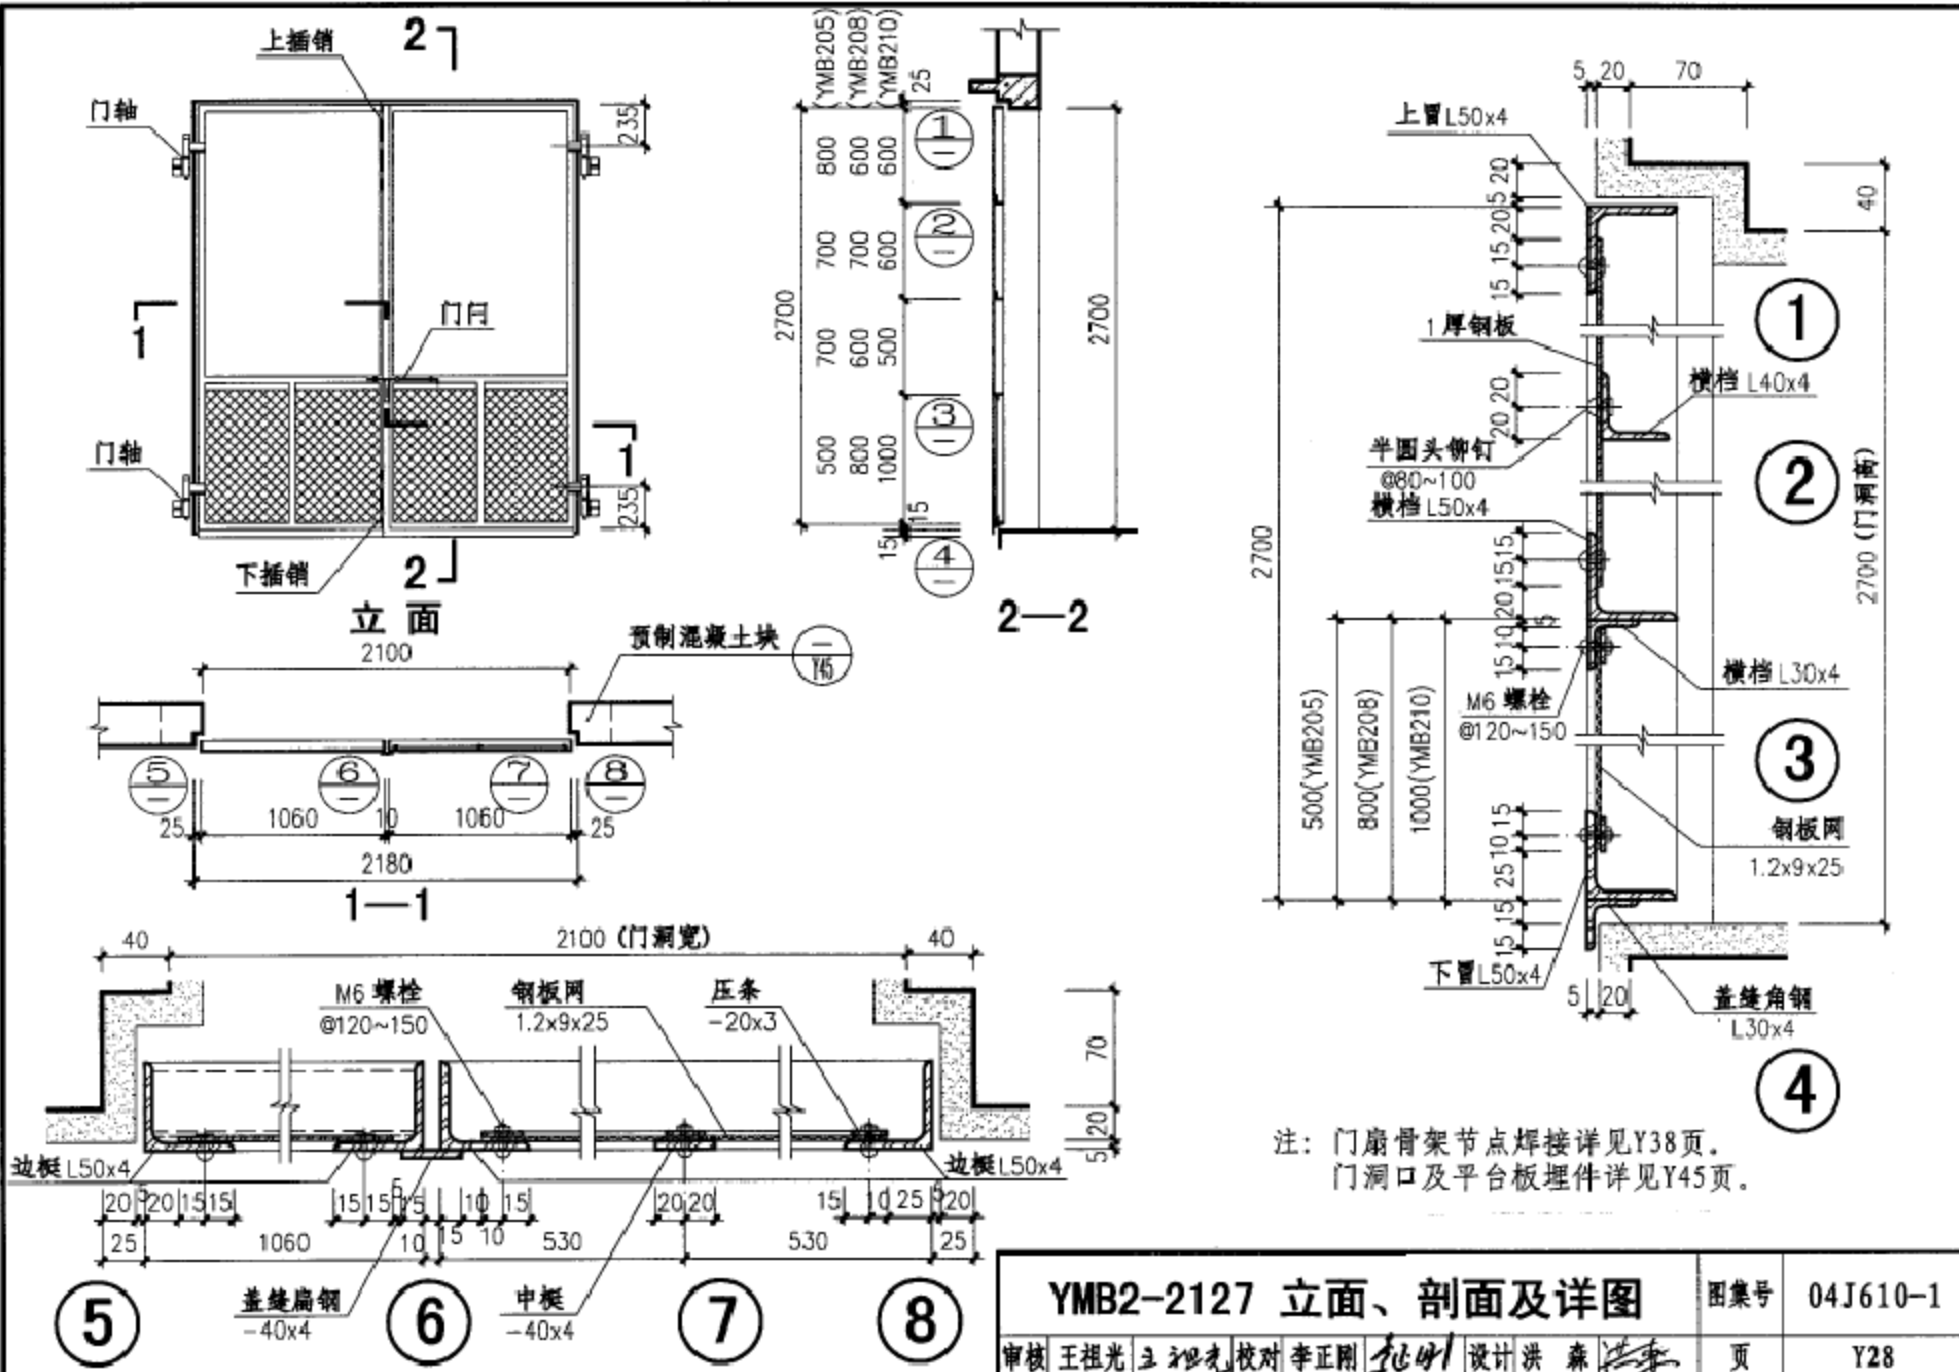 上插销
2
门轴
235
1
门闩
门轴
1
235
下插销
2
立 面
(YMB205)
(YMB208)
(YMB210)
25
800 600 600
700 700 600
2700
700 600 500
500 800 1000
15
15
2700
1
—
2
—
3
—
4
—
2—2
2100
预制混凝土块
—
Y45
5
—
6
—
7
—
8
—
25 1060 10 1060 25
2180
1—1
5 20 70
上冒L50x4
20
5
20
15
15
40
1
1厚钢板
横档 L40x4
20
20
半圆头铆钉
@80~100
2
横档 L50x4
15
15
20
5
10
15
2700
2700 (门洞高)
横档 L30x4
M6 螺栓
@120~150
3
500(YMB205)
800(YMB208)
1000(YMB210)
钢板网
1.2x9x25
15
10
25
15
15
下冒L50x4
5 20
盖缝角钢
L30x4
4
40 2100 (门洞宽) 40
M6 螺栓
@120~150
钢板网
1.2x9x25
压条
-20x3
70
20
5
边梃 L50x4
边梃 L50x4
20 5 20 15 15 15 15 5 15 10 15 20 20 15 10 25 5 20
25 1060 10 15 10 530 530 25
盖缝扁钢
-40x4
中梃
-40x4
5
6
7
8
注: 门扇骨架节点焊接详见Y38页。
门洞口及平台板埋件详见Y45页。
YMB2-2127 立面、剖面及详图
图集号 04J610-1
审核 王祖光 校对 李正刚 设计 洪 森 页 Y28